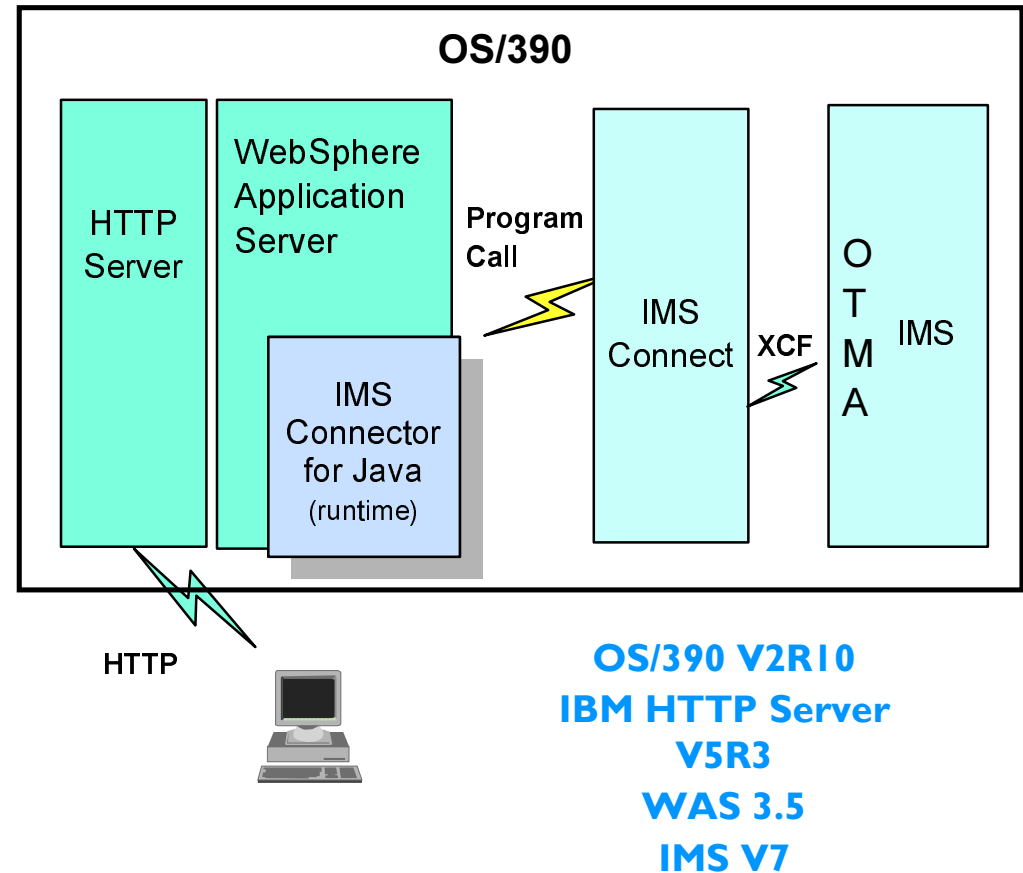 OS/390
HTTP
Server
WebSphere
Application
Server
IMS
Connector
for Java
(runtime)
Program
Call
IMS
Connect
XCF
O
T
M
A
IMS
HTTP
OS/390 V2R10
IBM HTTP Server
V5R3
WAS 3.5
IMS V7